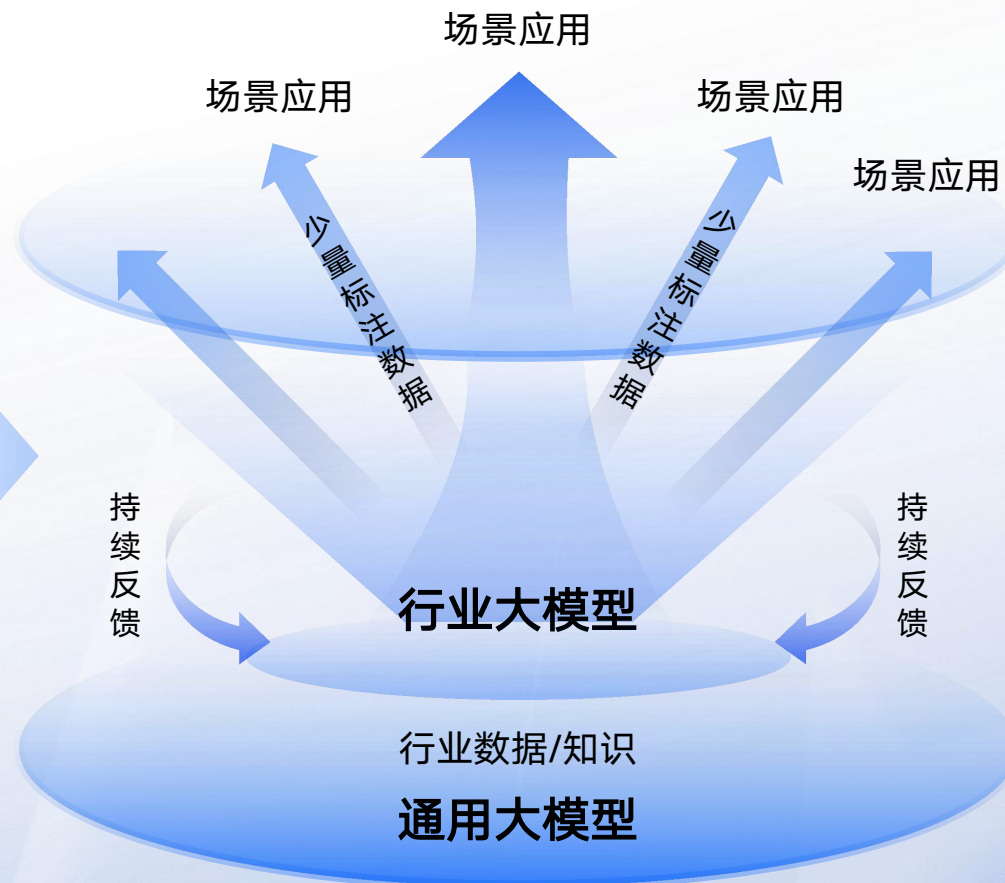 场景应用
场景应用
场景应用
场景应用
少量标注数据
少量标注数据
持续反馈
持续反馈
行业大模型
行业数据/知识
通用大模型